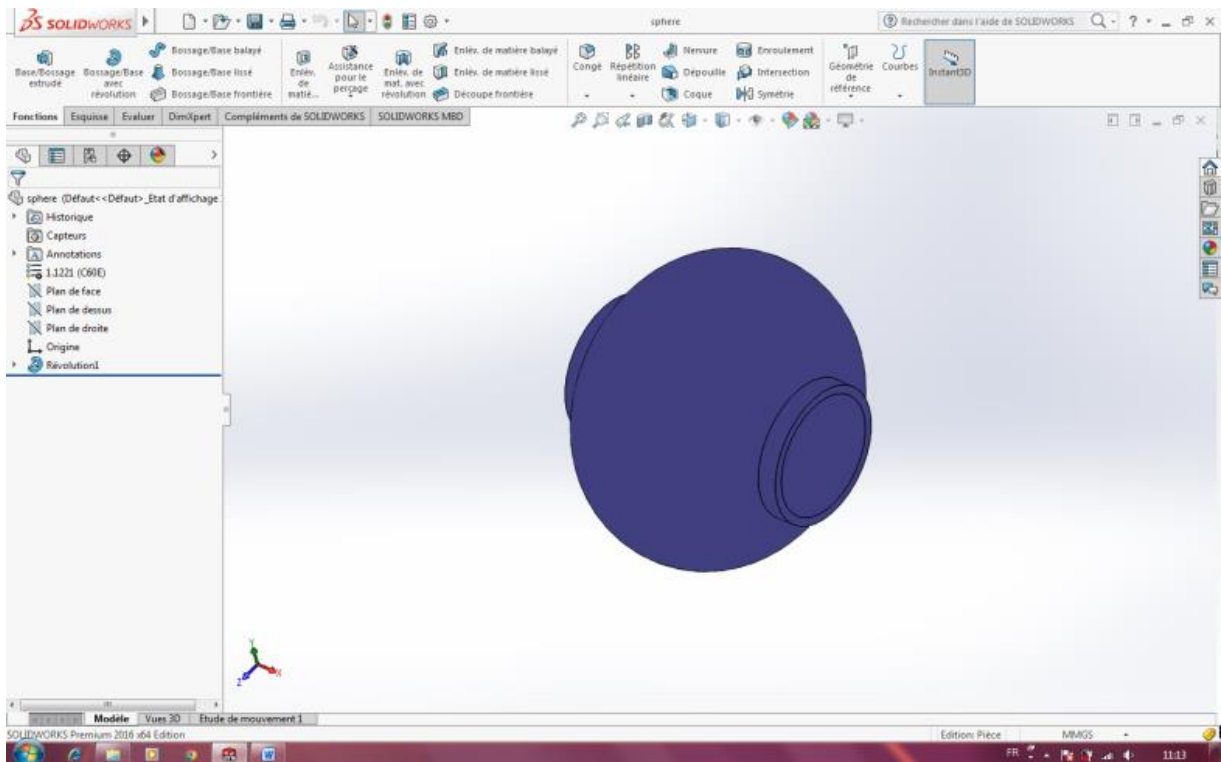 SOLIDWORKS
sphere
Rechercher dans l'aide de SOLIDWORKS
Base/Bossage extrudé
Bossage/Base avec révolution
Bossage/Base balayé
Bossage/Base lissé
Bossage/Base frontière
Enlèv. de matiè...
Assistance pour le perçage
Enlèv. de mat. avec révolution
Enlèv. de matière balayé
Enlèv. de matière lissé
Découpe frontière
Congé
Répétition linéaire
Nervure
Dépouille
Coque
Enroulement
Intersection
Symétrie
Géométrie de référence
Courbes
Instant3D
Fonctions Esquisse Evaluer DimXpert Compléments de SOLIDWORKS SOLIDWORKS MBD
sphere (Défaut<<Défaut>_Etat d'affichage
Historique
Capteurs
Annotations
1.1221 (C60E)
Plan de face
Plan de dessus
Plan de droite
Origine
Révolution1
Y
X
Z
Modèle Vues 3D Etude de mouvement 1
SOLIDWORKS Premium 2016 x64 Edition
Edition: Pièce
MMGS
FR
11:13